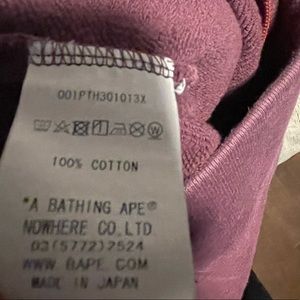 001PTH301013X
100% COTTON
"A BATHING APE®
NOWHERE CO., LTD.
03(5772)2524
WWW.BAPE.COM
MADE IN JAPAN